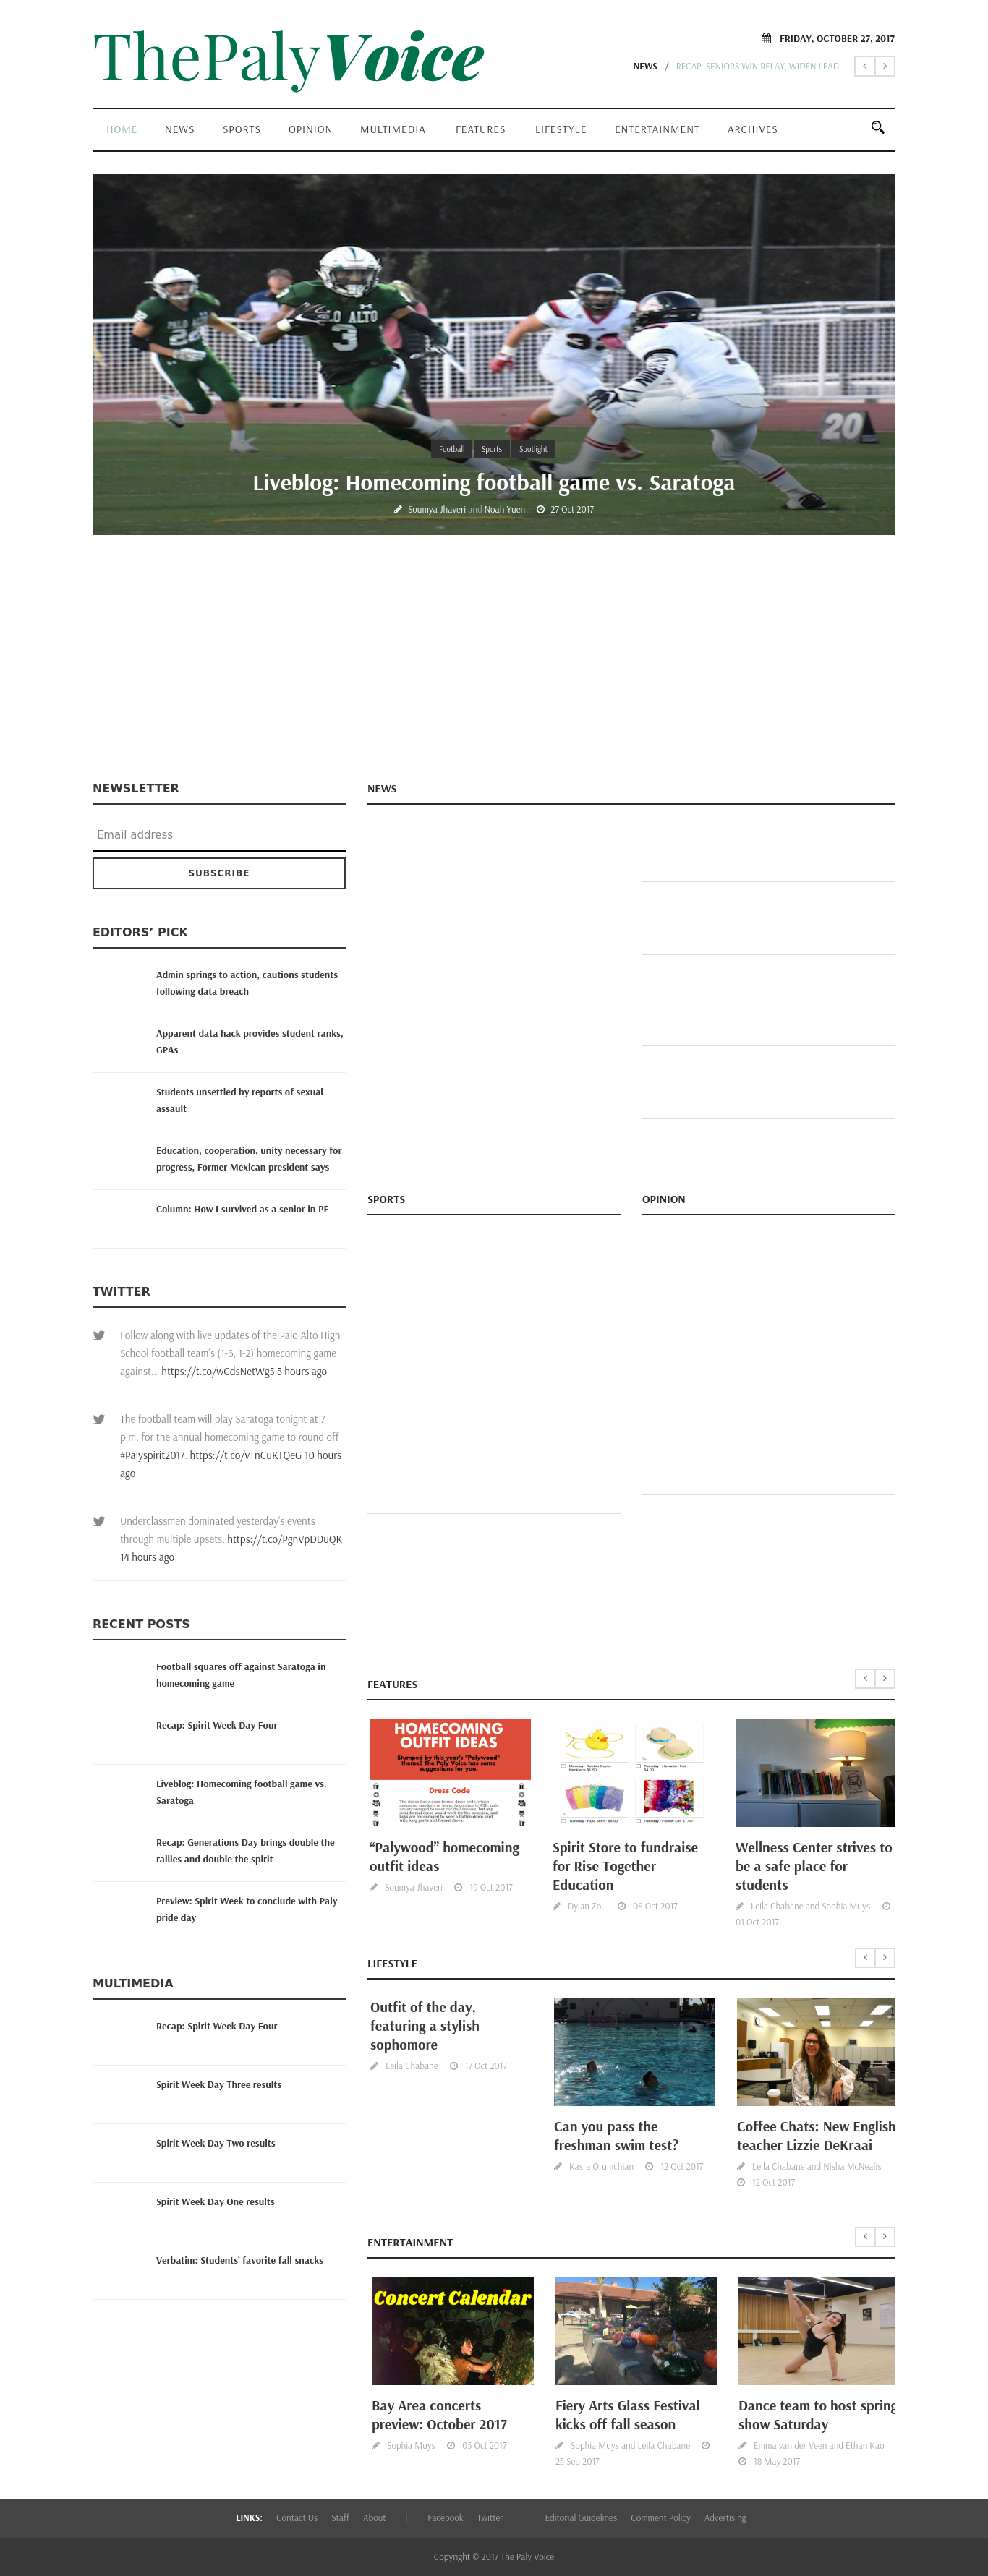 ThePalyVoice
FRIDAY, OCTOBER 27, 2017
NEWS / RECAP: SENIORS WIN RELAY, WIDEN LEAD
HOME NEWS SPORTS OPINION MULTIMEDIA FEATURES LIFESTYLE ENTERTAINMENT ARCHIVES
PALO ALTO
3
20
Football Sports Spotlight
Liveblog: Homecoming football game vs. Saratoga
Soumya Jhaveri and Noah Yuen 27 Oct 2017
NEWSLETTER
Email address
SUBSCRIBE
EDITORS’ PICK
Admin springs to action, cautions students
following data breach
Apparent data hack provides student ranks,
GPAs
Students unsettled by reports of sexual
assault
Education, cooperation, unity necessary for
progress, Former Mexican president says
Column: How I survived as a senior in PE
TWITTER
Follow along with live updates of the Palo Alto High
School football team's (1-6, 1-2) homecoming game
against... https://t.co/wCdsNetWg5 5 hours ago
The football team will play Saratoga tonight at 7
p.m. for the annual homecoming game to round off
#Palyspirit2017. https://t.co/vTnCuKTQeG 10 hours
ago
Underclassmen dominated yesterday's events
through multiple upsets. https://t.co/PgnVpDDuQK
14 hours ago
RECENT POSTS
Football squares off against Saratoga in
homecoming game
Recap: Spirit Week Day Four
Liveblog: Homecoming football game vs.
Saratoga
Recap: Generations Day brings double the
rallies and double the spirit
Preview: Spirit Week to conclude with Paly
pride day
MULTIMEDIA
Recap: Spirit Week Day Four
Spirit Week Day Three results
Spirit Week Day Two results
Spirit Week Day One results
Verbatim: Students' favorite fall snacks
NEWS
SPORTS
OPINION
FEATURES
HOMECOMING
OUTFIT IDEAS
Stumped by this year's "Palywood"
theme? The Paly Voice has some
suggestions for you.
Dress Code
“Palywood” homecoming
outfit ideas
Soumya Jhaveri 19 Oct 2017
Spirit Store to fundraise
for Rise Together
Education
Dylan Zou 08 Oct 2017
Wellness Center strives to
be a safe place for
students
Leila Chabane and Sophia Muys
01 Oct 2017
LIFESTYLE
Outfit of the day,
featuring a stylish
sophomore
Leila Chabane 17 Oct 2017
Can you pass the
freshman swim test?
Kasra Orumchian 12 Oct 2017
Coffee Chats: New English
teacher Lizzie DeKraai
Leila Chabane and Nisha McNealis
12 Oct 2017
ENTERTAINMENT
Concert Calendar
Bay Area concerts
preview: October 2017
Sophia Muys 05 Oct 2017
Fiery Arts Glass Festival
kicks off fall season
Sophia Muys and Leila Chabane
25 Sep 2017
Dance team to host spring
show Saturday
Emma van der Veen and Ethan Kao
18 May 2017
LINKS: Contact Us Staff About | Facebook Twitter | Editorial Guidelines Comment Policy Advertising
Copyright © 2017 The Paly Voice